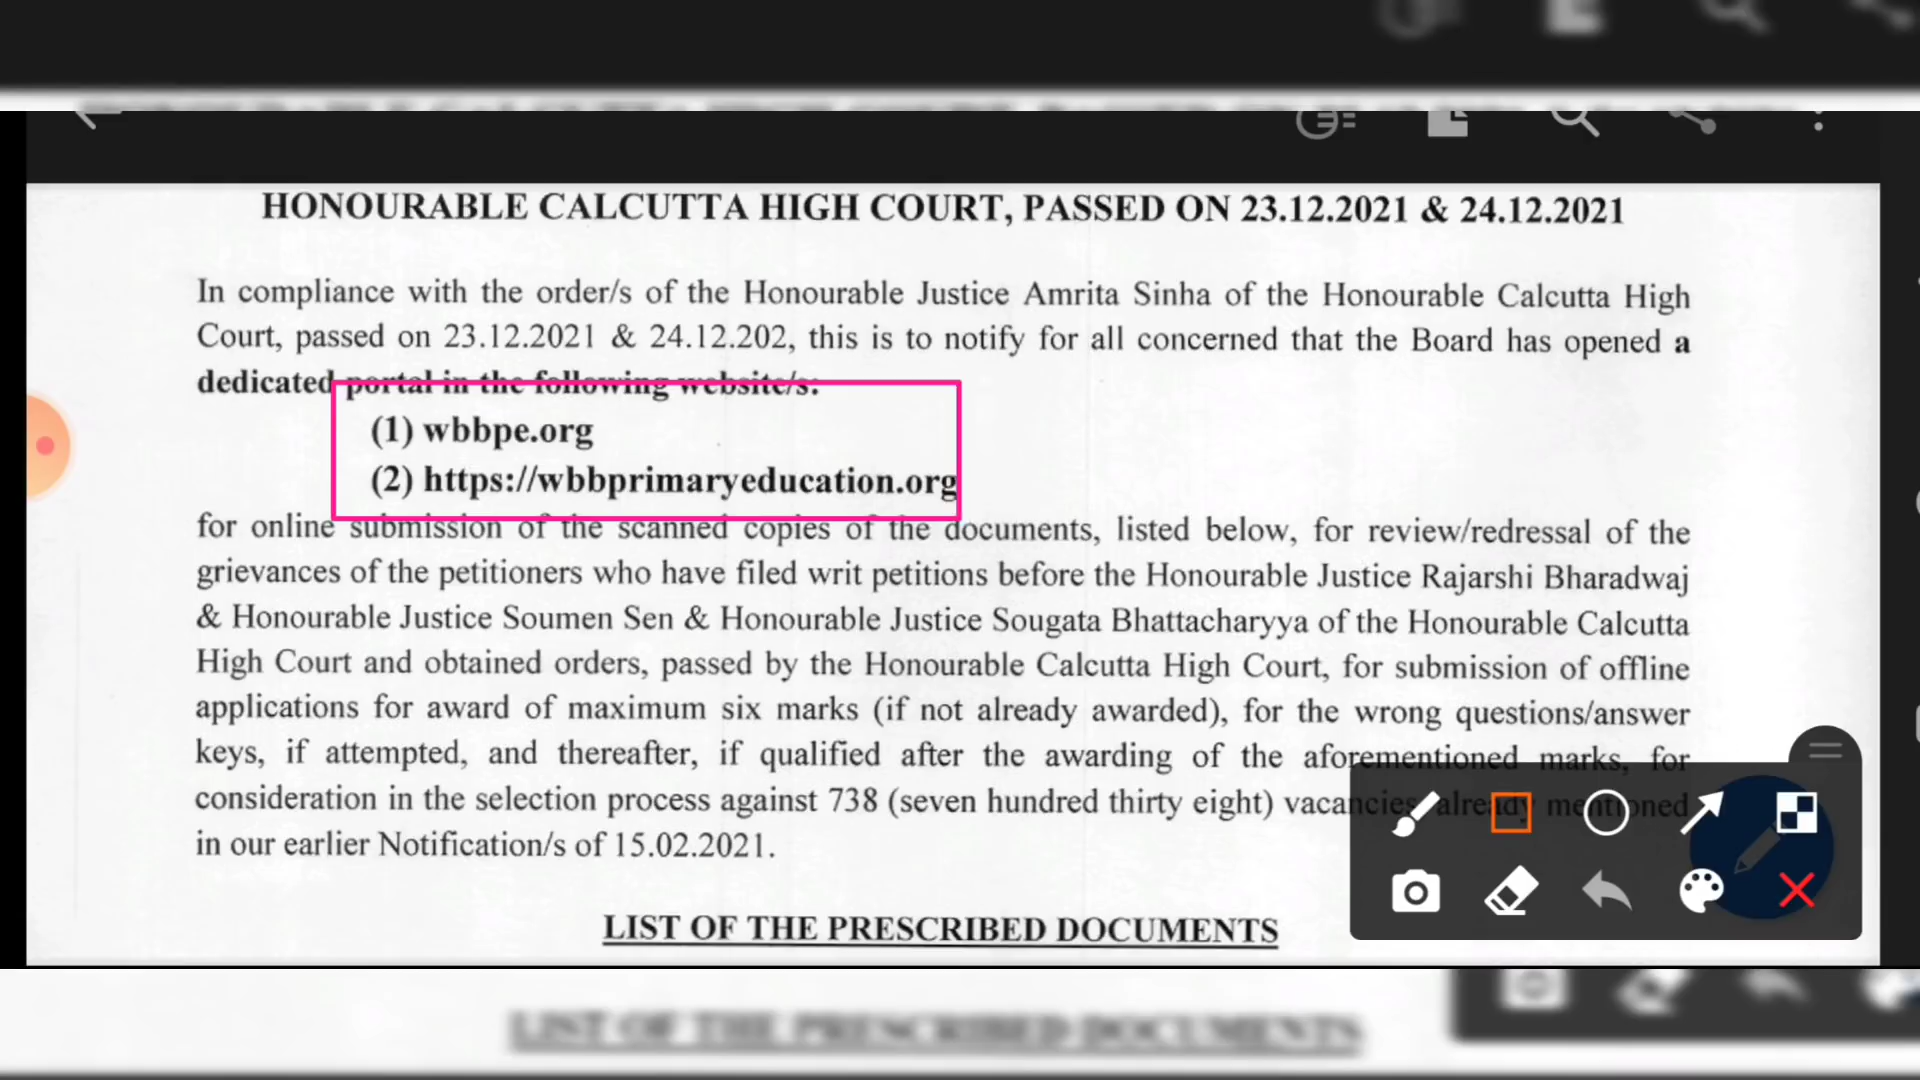 HONOURABLE CALCUTTA HIGH COURT, PASSED ON 23.12.2021 & 24.12.2021
In compliance with the order/s of the Honourable Justice Amrita Sinha of the Honourable Calcutta High
Court, passed on 23.12.2021 & 24.12.202, this is to notify for all concerned that the Board has opened a
dedicated portal in the following website/s:
(1) wbbpe.org
(2) https://wbbprimaryeducation.org
for online submission of the scanned copies of the documents, listed below, for review/redressal of the
grievances of the petitioners who have filed writ petitions before the Honourable Justice Rajarshi Bharadwaj
& Honourable Justice Soumen Sen & Honourable Justice Sougata Bhattacharyya of the Honourable Calcutta
High Court and obtained orders, passed by the Honourable Calcutta High Court, for submission of offline
applications for award of maximum six marks (if not already awarded), for the wrong questions/answer
keys, if attempted, and thereafter, if qualified after the awarding of the aforementioned marks, for
consideration in the selection process against 738 (seven hundred thirty eight) vacancies already mentioned
in our earlier Notification/s of 15.02.2021.
LIST OF THE PRESCRIBED DOCUMENTS
LIST OF THE PRESCRIBED DOCUMENTS